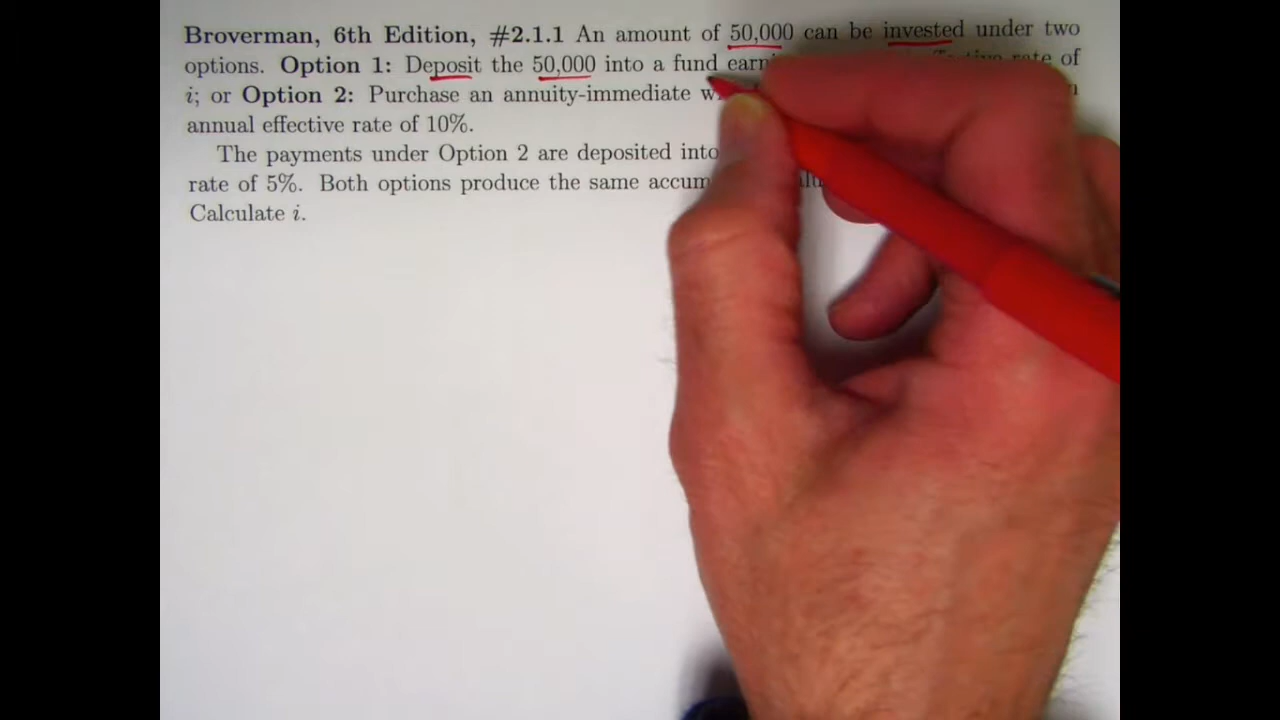 Broverman, 6th Edition, #2.1.1 An amount of 50,000 can be invested under two
options. Option 1: Deposit the 50,000 into a fund rate of
i; or Option 2: Purchase an annuity-immediate
annual effective rate of 10%.
The payments under Option 2 are deposited into
rate of 5%. Both options produce the same
Calculate i.